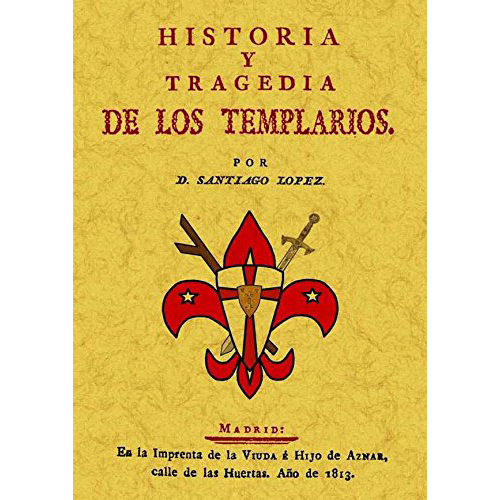 HISTORIA
Y
TRAGEDIA
DE LOS TEMPLARIOS.
POR
D. SANTIAGO LOPEZ.
MADRID:
En la Imprenta de la VIUDA É HIJO DE AZNAR,
calle de las Huertas. Año de 1813.